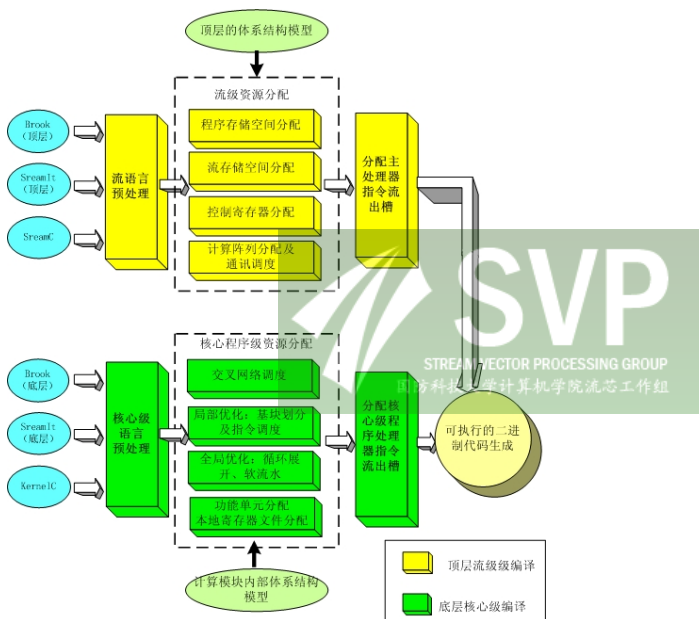 顶层的体系结构模型
流级资源分配
Brook
(顶层)
SreamIt
(顶层)
SreamC
流语言
预处理
程序存储空间分配
流存储空间分配
控制寄存器分配
计算阵列分配及
通讯调度
分配主
处理器
指令流
出槽
SVP
STREAM VECTOR PROCESSING GROUP
国防科技大学计算机学院流芯工作组
核心程序级资源分配
Brook
(底层)
SreamIt
(底层)
KernelC
核心级
语言
预处理
交叉网络调度
局部优化:基块划分
及指令调度
全局优化:循环展
开、软流水
功能单元分配
本地寄存器文件分配
分配核
心级程
序处理
器指令
流出槽
可执行的二进
制代码生成
计算模块内部体系结构
模型
顶层流级级编译
底层核心级编译